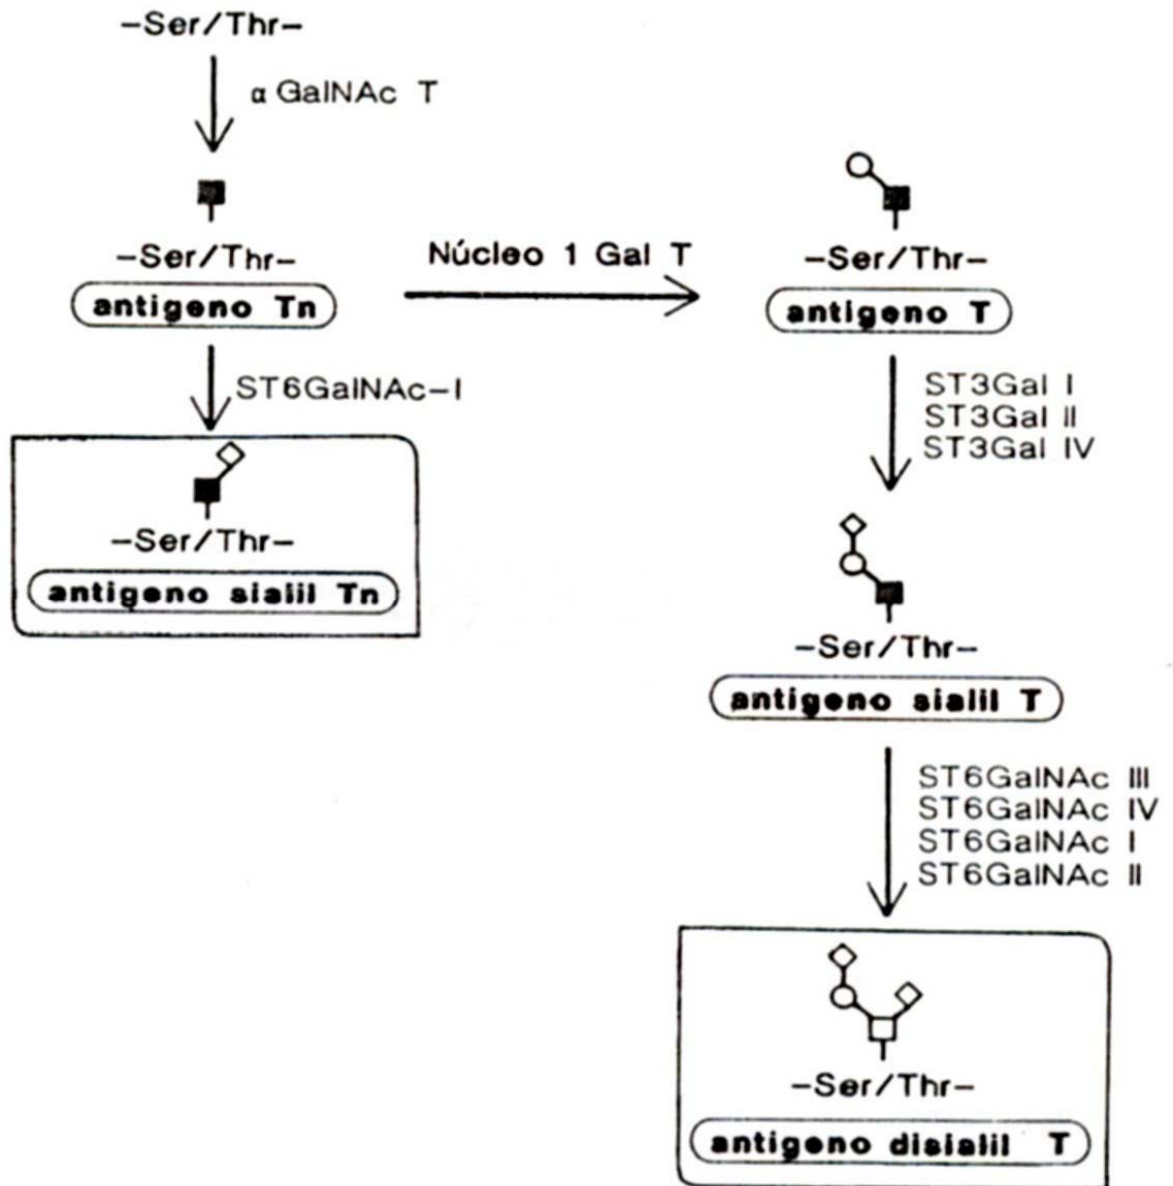 –Ser/Thr–
α GalNAc T
–Ser/Thr–
antigeno Tn
Núcleo 1 Gal T
–Ser/Thr–
antigeno T
ST6GalNAc–I
–Ser/Thr–
antigeno sialil Tn
ST3Gal I
ST3Gal II
ST3Gal IV
–Ser/Thr–
antigeno sialil T
ST6GalNAc III
ST6GalNAc IV
ST6GalNAc I
ST6GalNAc II
–Ser/Thr–
antigeno disialil T